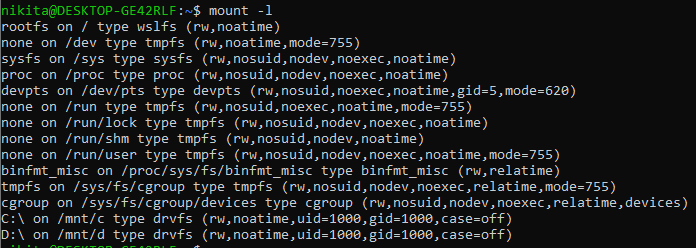 nikita@DESKTOP-GE42RLF:~$ mount -l
rootfs on / type wslfs (rw,noatime)
none on /dev type tmpfs (rw,noatime,mode=755)
sysfs on /sys type sysfs (rw,nosuid,nodev,noexec,noatime)
proc on /proc type proc (rw,nosuid,nodev,noexec,noatime)
devpts on /dev/pts type devpts (rw,nosuid,noexec,noatime,gid=5,mode=620)
none on /run type tmpfs (rw,nosuid,noexec,noatime,mode=755)
none on /run/lock type tmpfs (rw,nosuid,nodev,noexec,noatime)
none on /run/shm type tmpfs (rw,nosuid,nodev,noatime)
none on /run/user type tmpfs (rw,nosuid,nodev,noexec,noatime,mode=755)
binfmt_misc on /proc/sys/fs/binfmt_misc type binfmt_misc (rw,relatime)
tmpfs on /sys/fs/cgroup type tmpfs (rw,nosuid,nodev,noexec,relatime,mode=755)
cgroup on /sys/fs/cgroup/devices type cgroup (rw,nosuid,nodev,noexec,relatime,devices)
C:\ on /mnt/c type drvfs (rw,noatime,uid=1000,gid=1000,case=off)
D:\ on /mnt/d type drvfs (rw,noatime,uid=1000,gid=1000,case=off)